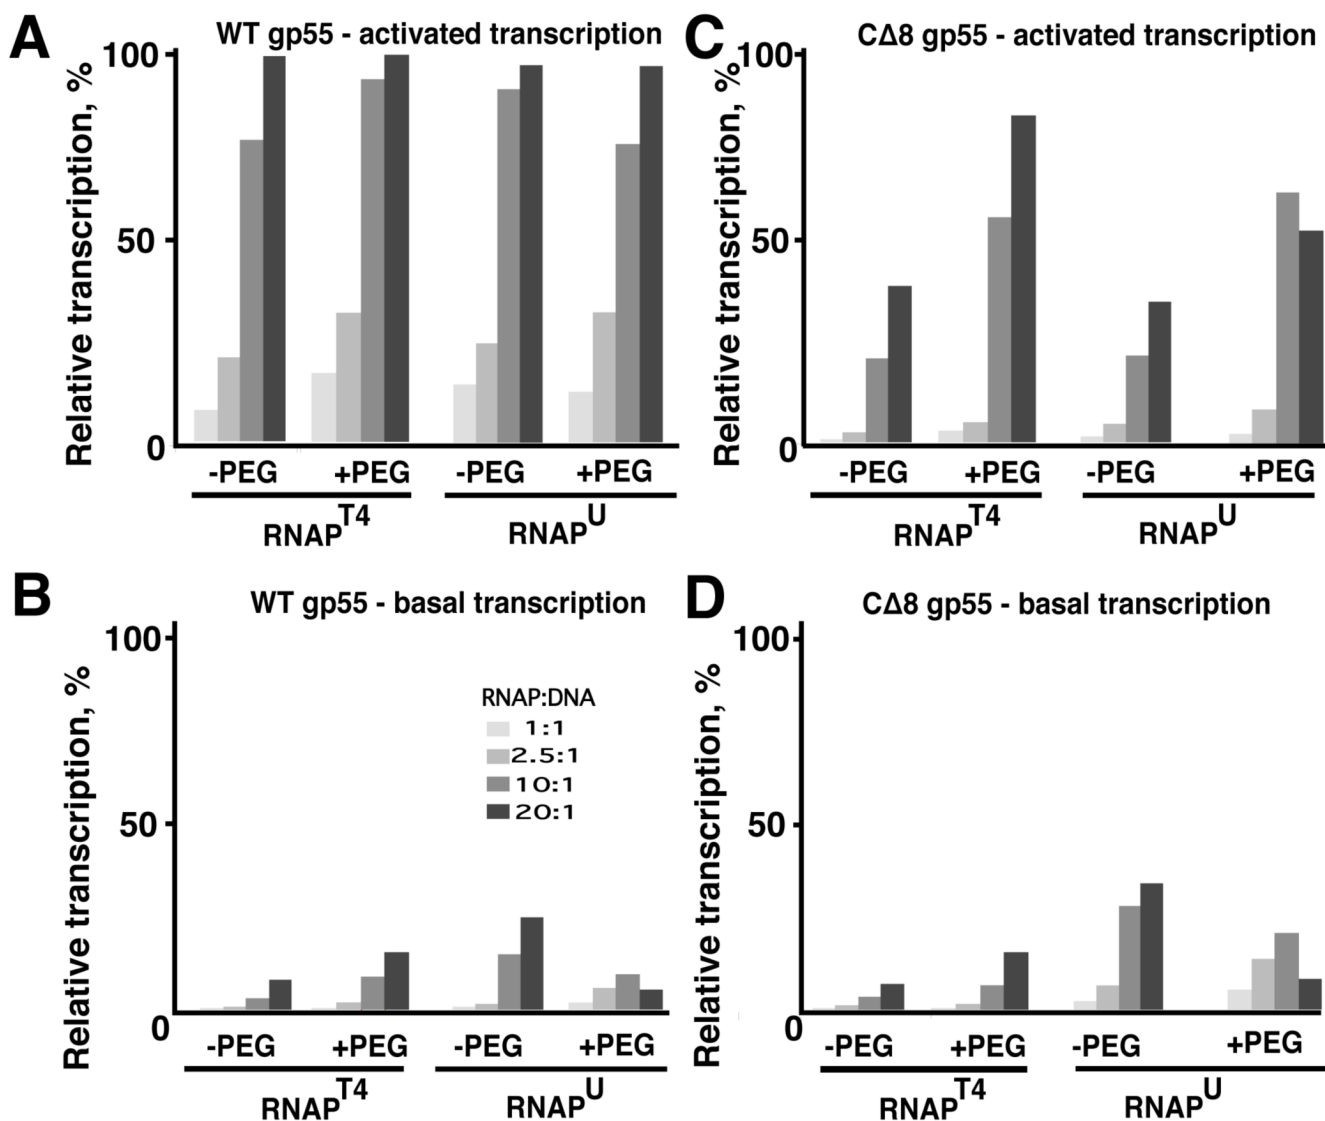 A
WT gp55 - activated transcription
Relative transcription, %
100
50
0
-PEG +PEG -PEG +PEG
RNAP^T4 RNAP^U
C
CΔ8 gp55 - activated transcription
Relative transcription, %
100
50
0
-PEG +PEG -PEG +PEG
RNAP^T4 RNAP^U
B
WT gp55 - basal transcription
Relative transcription, %
100
50
0
RNAP:DNA
1:1
2.5:1
10:1
20:1
-PEG +PEG -PEG +PEG
RNAP^T4 RNAP^U
D
CΔ8 gp55 - basal transcription
Relative transcription, %
100
50
0
-PEG +PEG -PEG +PEG
RNAP^T4 RNAP^U